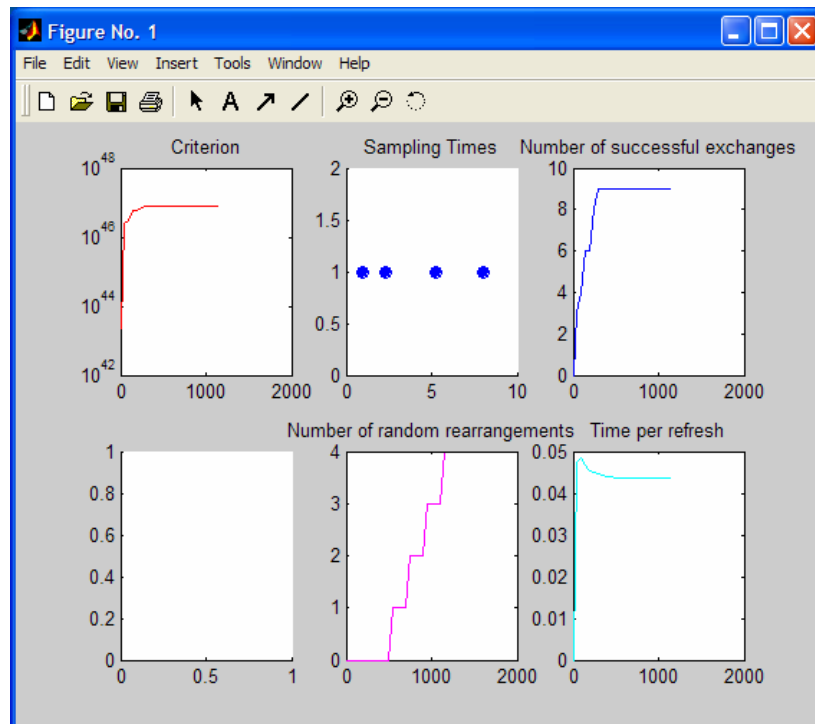 Figure No. 1
File Edit View Insert Tools Window Help
A
Criterion
10^48
10^46
10^44
10^42
0 1000 2000
Sampling Times
2
1.5
1
0.5
0
0 5 10
Number of successful exchanges
10
8
6
4
2
0
0 1000 2000
1
0.8
0.6
0.4
0.2
0
0 0.5 1
Number of random rearrangements
4
3
2
1
0
0 1000 2000
Time per refresh
0.05
0.04
0.03
0.02
0.01
0
0 1000 2000